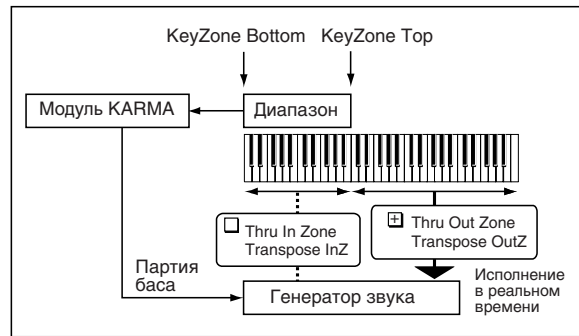 KeyZone Bottom KeyZone Top
Модуль KARMA
Диапазон
Thru In Zone
Transpose InZ
Thru Out Zone
Transpose OutZ
Партия
баса
Генератор звука
Исполнение
в реальном
времени